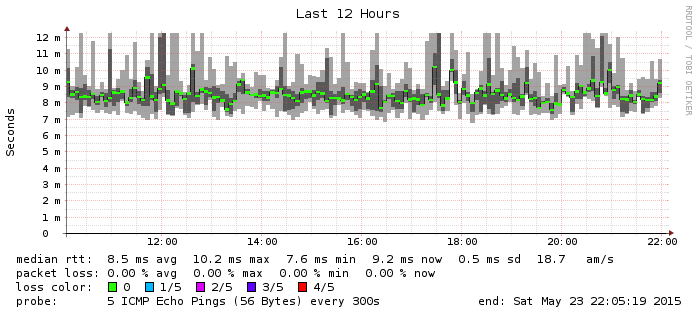 Last 12 Hours
RRDTOOL / TOBI OETIKER
Seconds
12 m
11 m
10 m
9 m
8 m
7 m
6 m
5 m
4 m
3 m
2 m
1 m
0
12:00 14:00 16:00 18:00 20:00 22:00
median rtt: 8.5 ms avg 10.2 ms max 7.6 ms min 9.2 ms now 0.5 ms sd 18.7 am/s
packet loss: 0.00 % avg 0.00 % max 0.00 % min 0.00 % now
loss color: 0 1/5 2/5 3/5 4/5
probe: 5 ICMP Echo Pings (56 Bytes) every 300s end: Sat May 23 22:05:19 2015